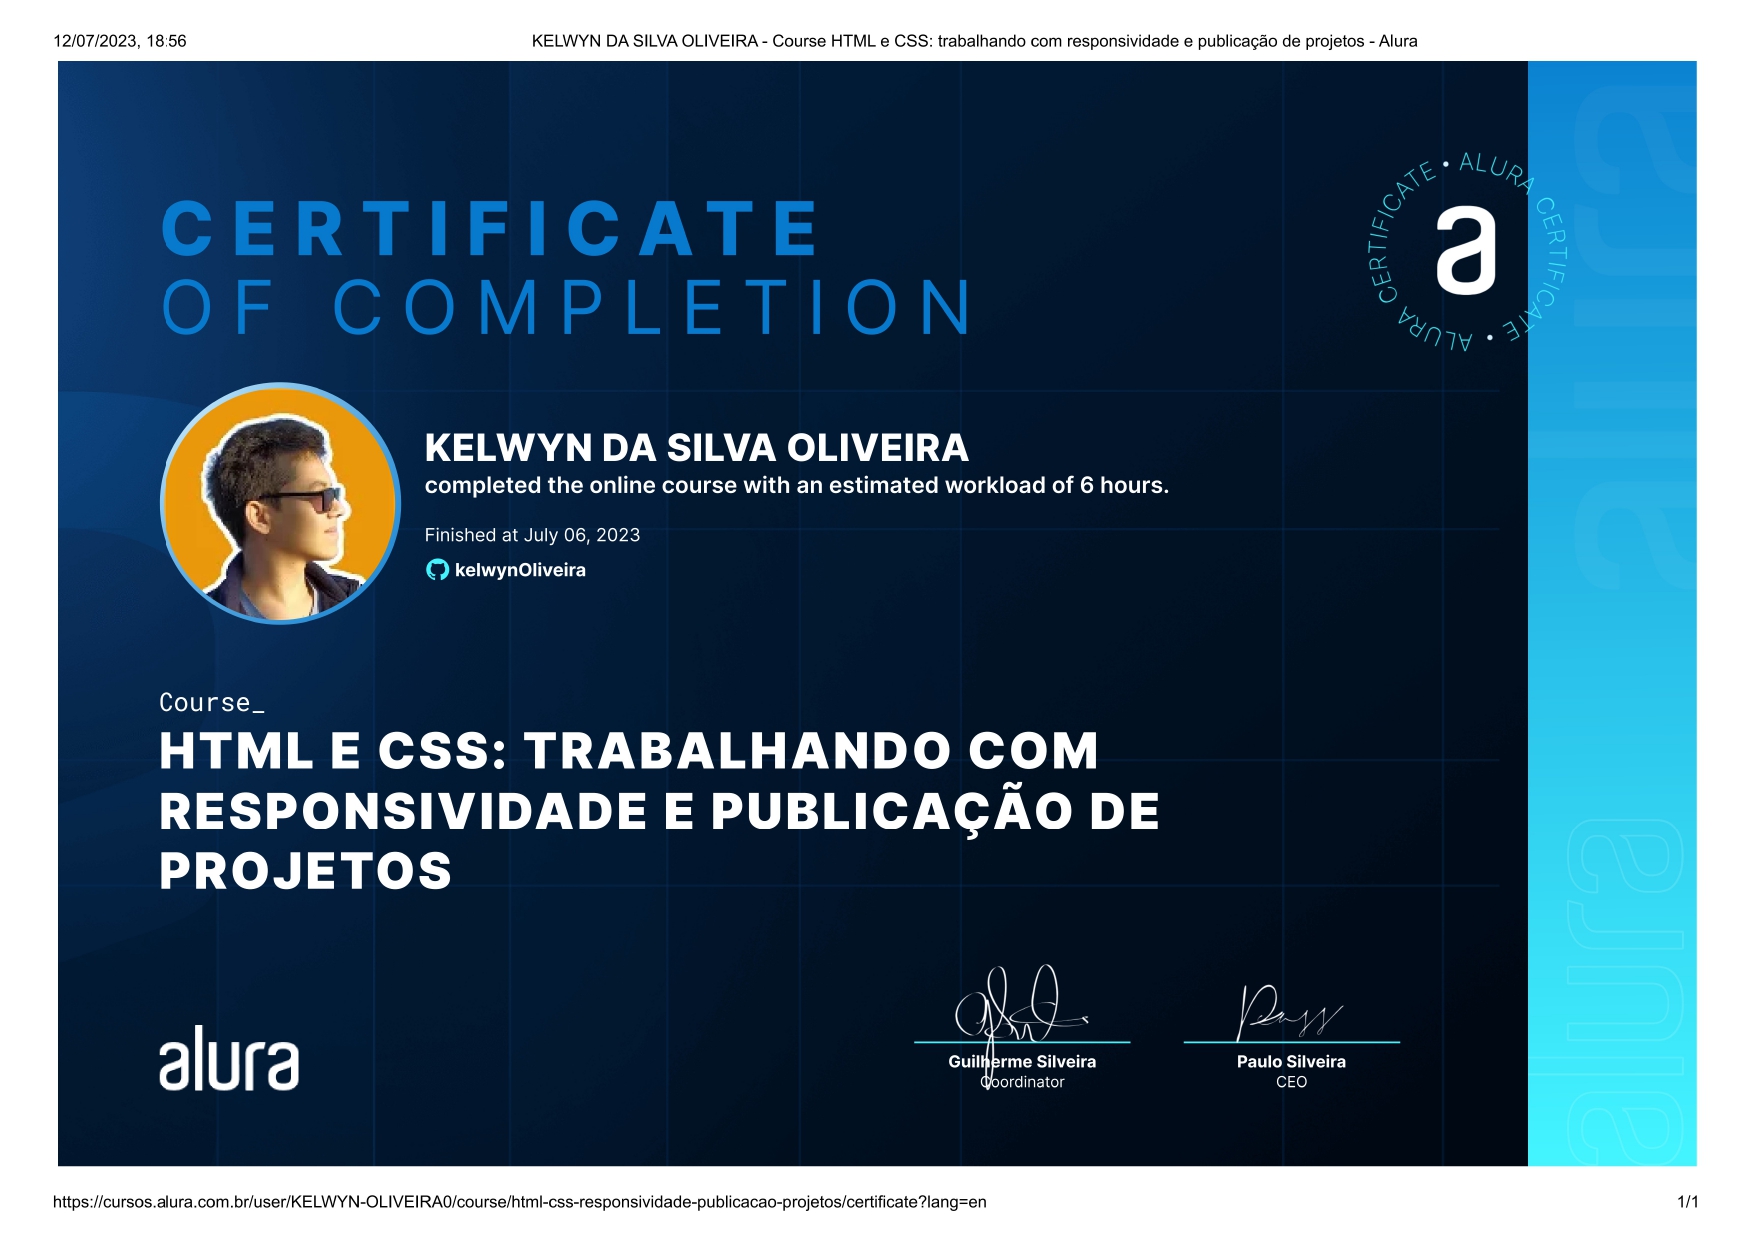 12/07/2023, 18:56
KELWYN DA SILVA OLIVEIRA - Course HTML e CSS: trabalhando com responsividade e publicação de projetos - Alura
CERTIFICATE
OF COMPLETION
ALURA CERTIFICATE • ALURA CERTIFICATE •
a
KELWYN DA SILVA OLIVEIRA
completed the online course with an estimated workload of 6 hours.
Finished at July 06, 2023
kelwynOliveira
Course_
HTML E CSS: TRABALHANDO COM
RESPONSIVIDADE E PUBLICAÇÃO DE
PROJETOS
alura
Guilherme Silveira
Coordinator
Paulo Silveira
CEO
alura
alura
https://cursos.alura.com.br/user/KELWYN-OLIVEIRA0/course/html-css-responsividade-publicacao-projetos/certificate?lang=en
1/1